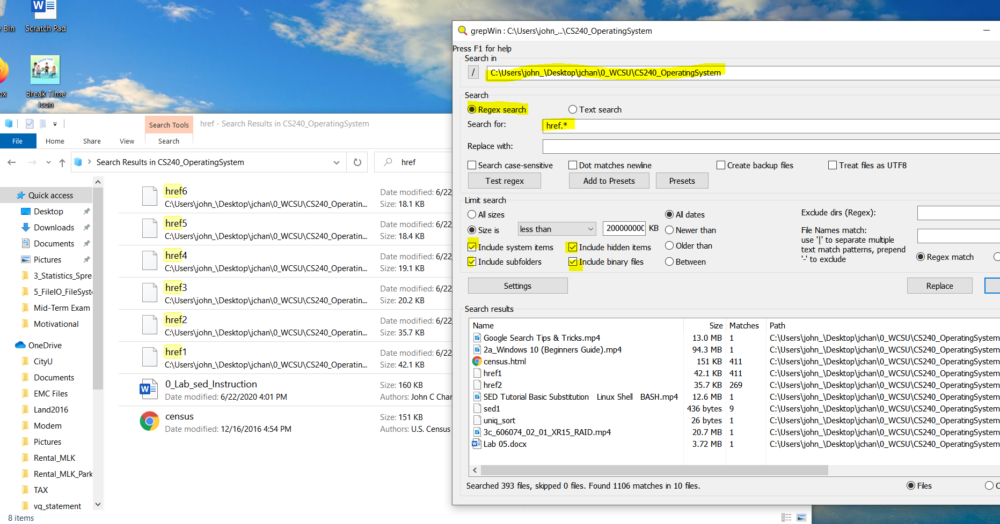 Bin
Scratch Pad
Break Time
Icon
Search Tools
href - Search Results in CS240_OperatingSystem
File
Home
Share
View
Search
Search Results in CS240_OperatingSystem
href
Quick access
Desktop
Downloads
Documents
Pictures
3_Statistics_Spre
5_FileIO_FileSyst
Mid-Term Exam
Motivational
OneDrive
CityU
Documents
EMC Files
Land2016
Modem
Pictures
Rental_MLK
Rental_MLK_Park
TAX
vg_statement
8 items
href6
Date modified: 6/22
C:\Users\john_\Desktop\jchan\0_WCSU\CS240_Operatin...
Size: 18.1 KB
href5
Date modified: 6/22
C:\Users\john_\Desktop\jchan\0_WCSU\CS240_Operatin...
Size: 18.4 KB
href4
Date modified: 6/22
C:\Users\john_\Desktop\jchan\0_WCSU\CS240_Operatin...
Size: 19.1 KB
href3
Date modified: 6/22
C:\Users\john_\Desktop\jchan\0_WCSU\CS240_Operatin...
Size: 20.2 KB
href2
Date modified: 6/22
C:\Users\john_\Desktop\jchan\0_WCSU\CS240_Operatin...
Size: 35.7 KB
href1
Date modified: 6/22
C:\Users\john_\Desktop\jchan\0_WCSU\CS240_Operatin...
Size: 42.1 KB
0_Lab_sed_Instruction
Size: 160 KB
Date modified: 6/22/2020 4:01 PM
Authors: John C Char
census
Size: 151 KB
Date modified: 12/16/2016 4:54 PM
Authors: U.S. Census
grepWin : C:\Users\john_...\CS240_OperatingSystem
Press F1 for help
Search in
/
C:\Users\john_\Desktop\jchan\0_WCSU\CS240_OperatingSystem
Search
Regex search
Text search
Search for:
href.*
Replace with:
Search case-sensitive
Dot matches newline
Create backup files
Treat files as UTF8
Test regex
Add to Presets
Presets
Limit search
All sizes
Size is
less than
200000000
KB
Include system items
Include hidden items
Include subfolders
Include binary files
All dates
Newer than
Older than
Between
Exclude dirs (Regex):
File Names match:
use '|' to separate multiple
text match patterns, prepend
'-' to exclude
Regex match
Settings
Replace
Search results
Name Size Matches Path
Google Search Tips & Tricks.mp4 13.0 MB 1 C:\Users\john_\Desktop\jchan\0_WCSU\CS240_OperatingSystem
2a_Windows 10 (Beginners Guide).mp4 94.3 MB 1 C:\Users\john_\Desktop\jchan\0_WCSU\CS240_OperatingSystem
census.html 151 KB 411 C:\Users\john_\Desktop\jchan\0_WCSU\CS240_OperatingSystem
href1 42.1 KB 411 C:\Users\john_\Desktop\jchan\0_WCSU\CS240_OperatingSystem
href2 35.7 KB 269 C:\Users\john_\Desktop\jchan\0_WCSU\CS240_OperatingSystem
SED Tutorial Basic Substitution Linux Shell BASH.mp4 12.6 MB 1 C:\Users\john_\Desktop\jchan\0_WCSU\CS240_OperatingSystem
sed1 436 bytes 9 C:\Users\john_\Desktop\jchan\0_WCSU\CS240_OperatingSystem
uniq_sort 26 bytes 1 C:\Users\john_\Desktop\jchan\0_WCSU\CS240_OperatingSystem
3c_606074_02_01_XR15_RAID.mp4 20.7 MB 1 C:\Users\john_\Desktop\jchan\0_WCSU\CS240_OperatingSystem
Lab 05.docx 3.72 MB 1 C:\Users\john_\Desktop\jchan\0_WCSU\CS240_OperatingSystem
Searched 393 files, skipped 0 files. Found 1106 matches in 10 files.
Files